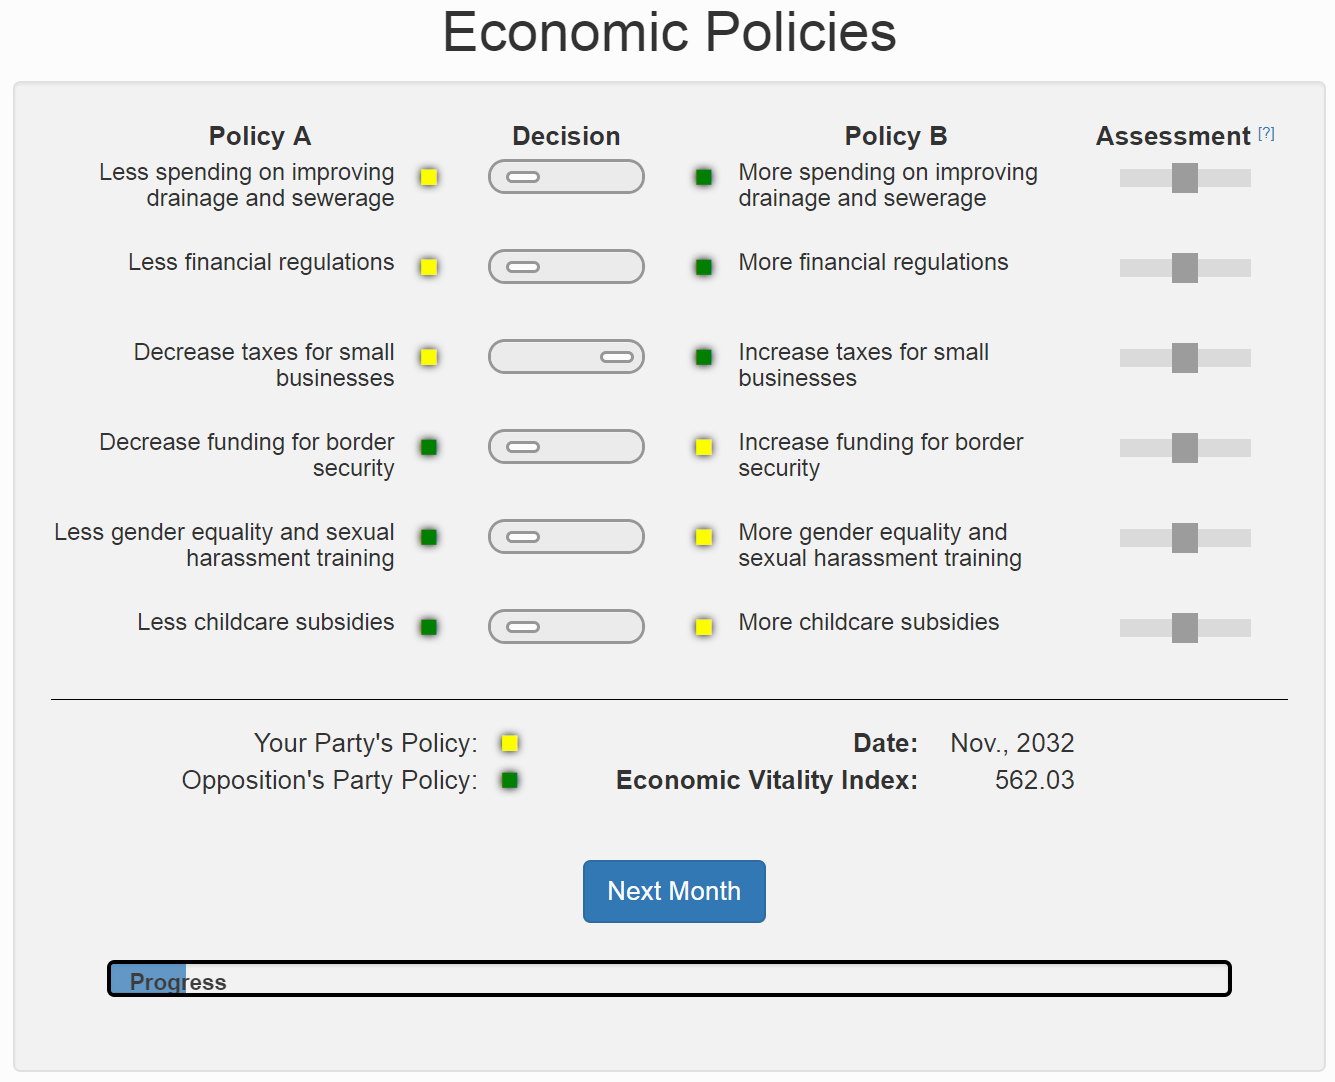 Economic Policies
Policy A Decision Policy B Assessment [?]
Less spending on improving More spending on improving
drainage and sewerage drainage and sewerage
Less financial regulations More financial regulations
Decrease taxes for small Increase taxes for small
businesses businesses
Decrease funding for border Increase funding for border
security security
Less gender equality and sexual More gender equality and
harassment training sexual harassment training
Less childcare subsidies More childcare subsidies
Your Party's Policy: Date: Nov., 2032
Opposition's Party Policy: Economic Vitality Index: 562.03
Next Month
Progress